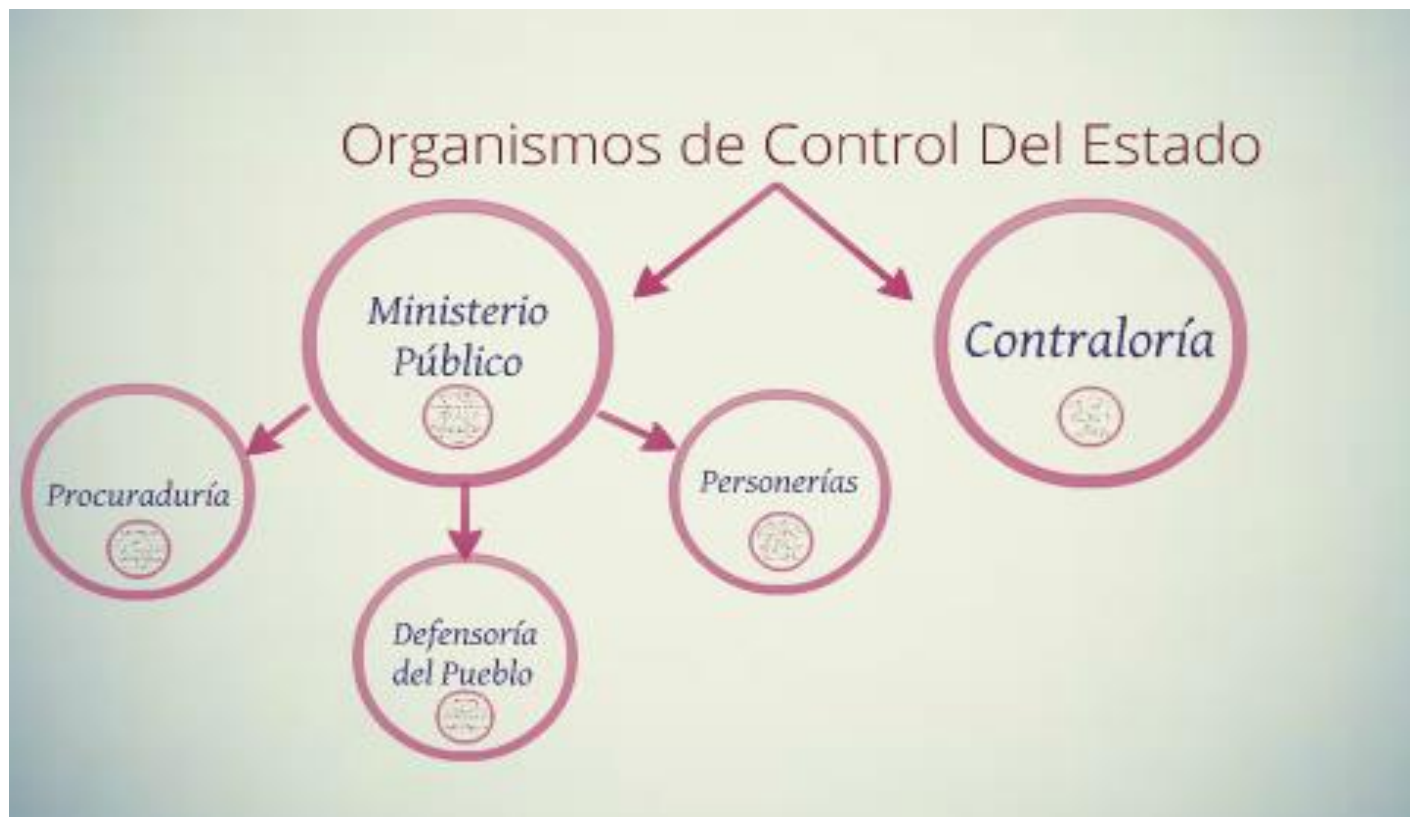 Organismos de Control Del Estado
Ministerio
Público
Contraloría
Procuraduría
Personerías
Defensoría
del Pueblo